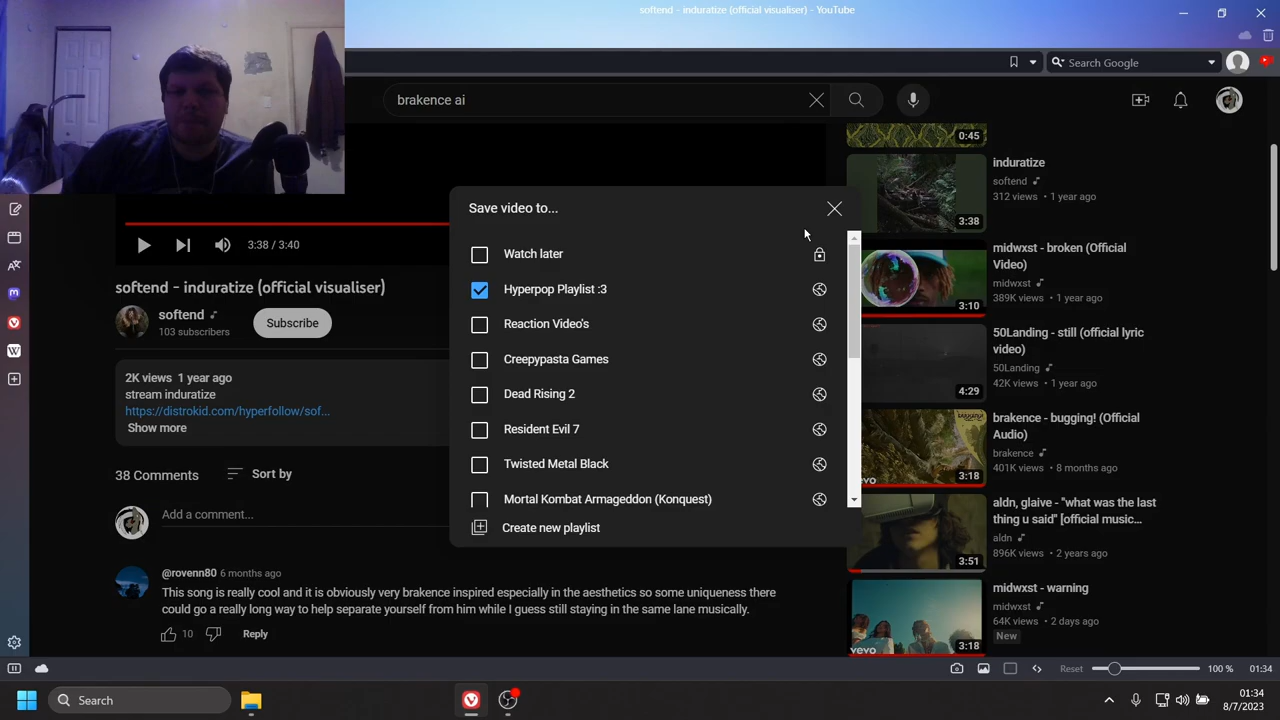 softend - induratize (official visualiser) - YouTube
Search Google
brakence ai
0:45
induratize
softend
312 views • 1 year ago
3:38
Save video to...
Watch later
Hyperpop Playlist :3
Reaction Video's
Creepypasta Games
Dead Rising 2
Resident Evil 7
Twisted Metal Black
Mortal Kombat Armageddon (Konquest)
Create new playlist
3:38 / 3:40
softend - induratize (official visualiser)
softend
103 subscribers
Subscribe
2K views 1 year ago
stream induratize
https://distrokid.com/hyperfollow/sof...
Show more
38 Comments
Sort by
Add a comment...
@rovenn80 6 months ago
This song is really cool and it is obviously very brakence inspired especially in the aesthetics so some uniqueness there
could go a really long way to help separate yourself from him while I guess still staying in the same lane musically.
10
Reply
midwxst - broken (Official
Video)
midwxst
389K views • 1 year ago
3:10
50Landing - still (official lyric
video)
50Landing
42K views • 1 year ago
4:29
brakence - bugging! (Official
Audio)
brakence
401K views • 8 months ago
3:18
aldn, glaive - "what was the last
thing u said" [official music...
aldn
896K views • 2 years ago
3:51
midwxst - warning
midwxst
64K views • 2 days ago
New
vevo
3:18
Reset
100 %
01:34
Search
01:34
8/7/2023